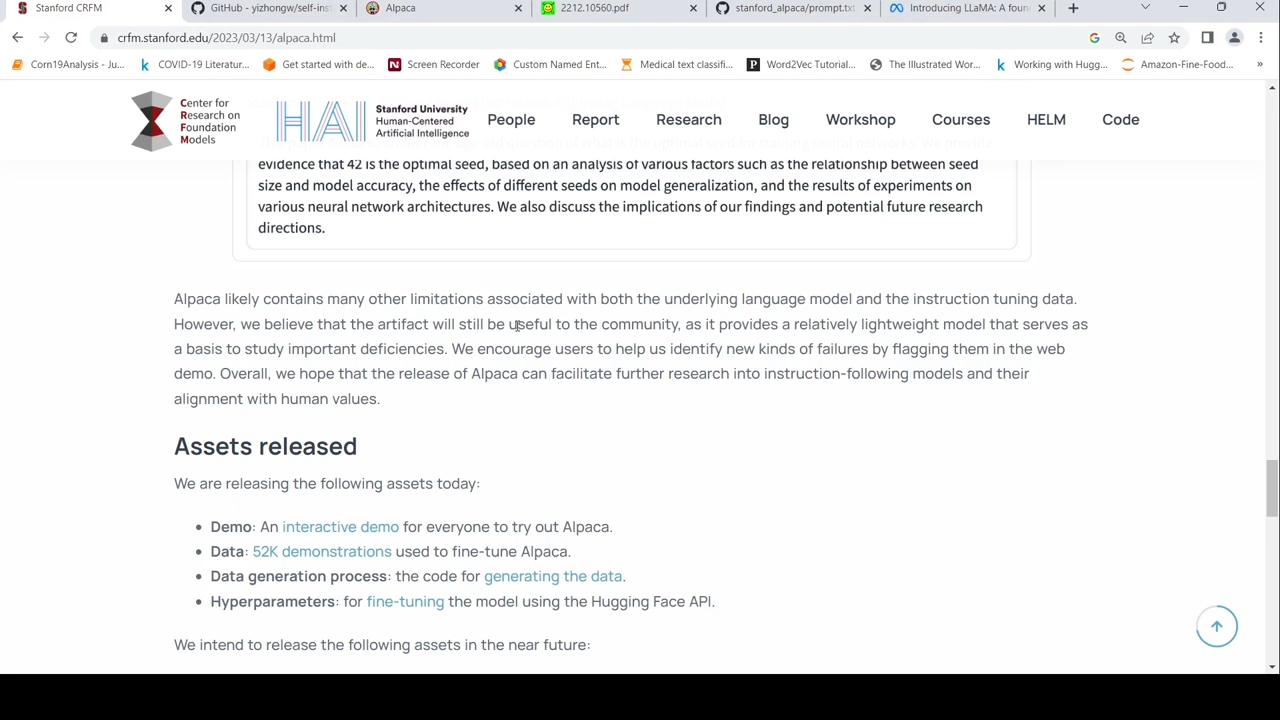 Stanford CRFM
GitHub - yizhongw/self-inst
Alpaca
2212.10560.pdf
stanford_alpaca/prompt.txt
Introducing LLaMA: A foun
crfm.stanford.edu/2023/03/13/alpaca.html
Corn19Analysis - Ju...
COVID-19 Literatur...
Get started with de...
Screen Recorder
Custom Named Ent...
Medical text classifi...
Word2Vec Tutorial...
The Illustrated Wor...
Working with Hugg...
Amazon-Fine-Food...
»
Center for
Research on
Foundation
Models
HAI
Stanford University
Human-Centered
Artificial Intelligence
People
Report
Research
Blog
Workshop
Courses
HELM
Code
evidence that 42 is the optimal seed, based on an analysis of various factors such as the relationship between seed
size and model accuracy, the effects of different seeds on model generalization, and the results of experiments on
various neural network architectures. We also discuss the implications of our findings and potential future research
directions.
Alpaca likely contains many other limitations associated with both the underlying language model and the instruction tuning data.
However, we believe that the artifact will still be useful to the community, as it provides a relatively lightweight model that serves as
a basis to study important deficiencies. We encourage users to help us identify new kinds of failures by flagging them in the web
demo. Overall, we hope that the release of Alpaca can facilitate further research into instruction-following models and their
alignment with human values.
Assets released
We are releasing the following assets today:
• Demo: An interactive demo for everyone to try out Alpaca.
• Data: 52K demonstrations used to fine-tune Alpaca.
• Data generation process: the code for generating the data.
• Hyperparameters: for fine-tuning the model using the Hugging Face API.
We intend to release the following assets in the near future: